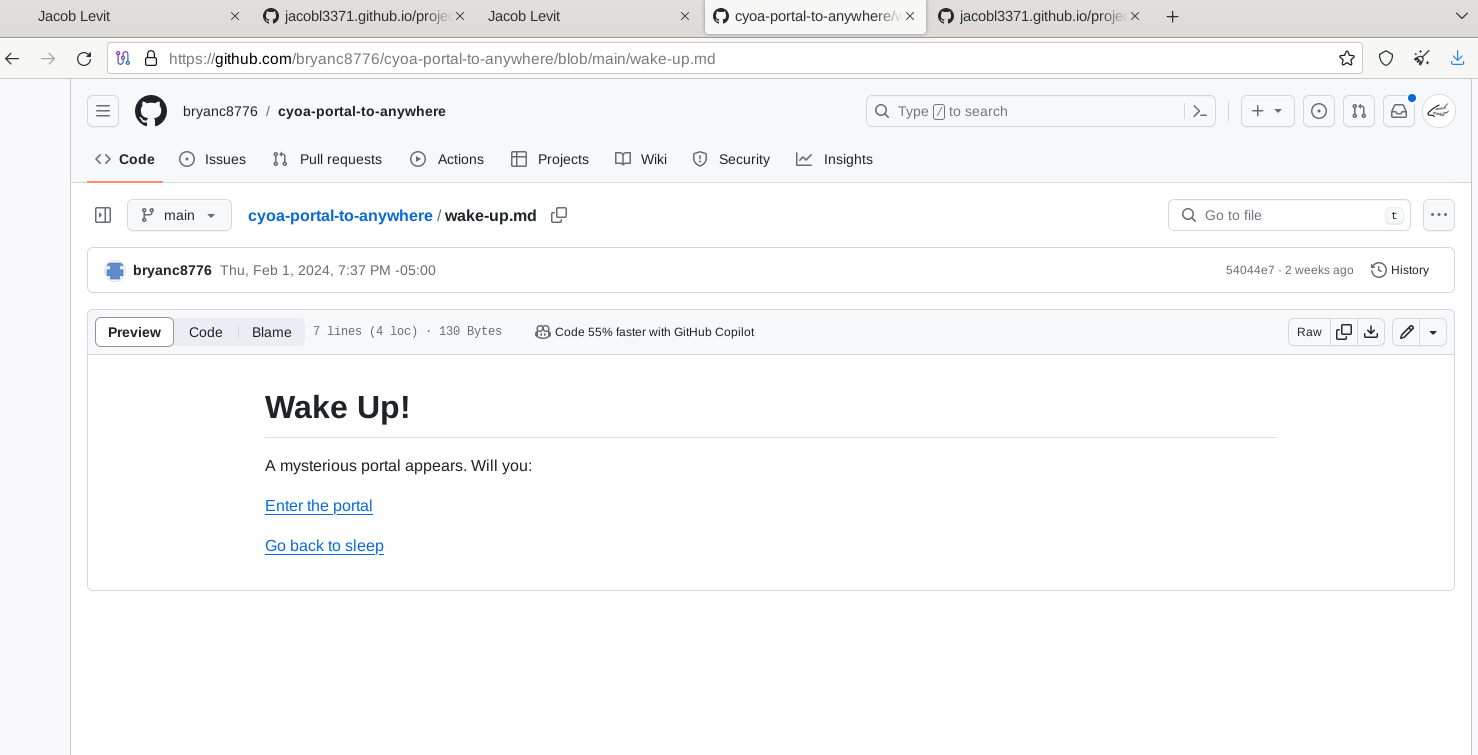 Jacob Levit
jacobl3371.github.io/proje
Jacob Levit
cyoa-portal-to-anywhere/w
jacobl3371.github.io/proje
https://github.com/bryanc8776/cyoa-portal-to-anywhere/blob/main/wake-up.md
bryanc8776 / cyoa-portal-to-anywhere
Type / to search
Code
Issues
Pull requests
Actions
Projects
Wiki
Security
Insights
main
cyoa-portal-to-anywhere / wake-up.md
Go to file
t
bryanc8776 Thu, Feb 1, 2024, 7:37 PM -05:00
54044e7 · 2 weeks ago
History
Preview
Code
Blame
7 lines (4 loc) · 130 Bytes
Code 55% faster with GitHub Copilot
Raw
Wake Up!
A mysterious portal appears. Will you:
Enter the portal
Go back to sleep